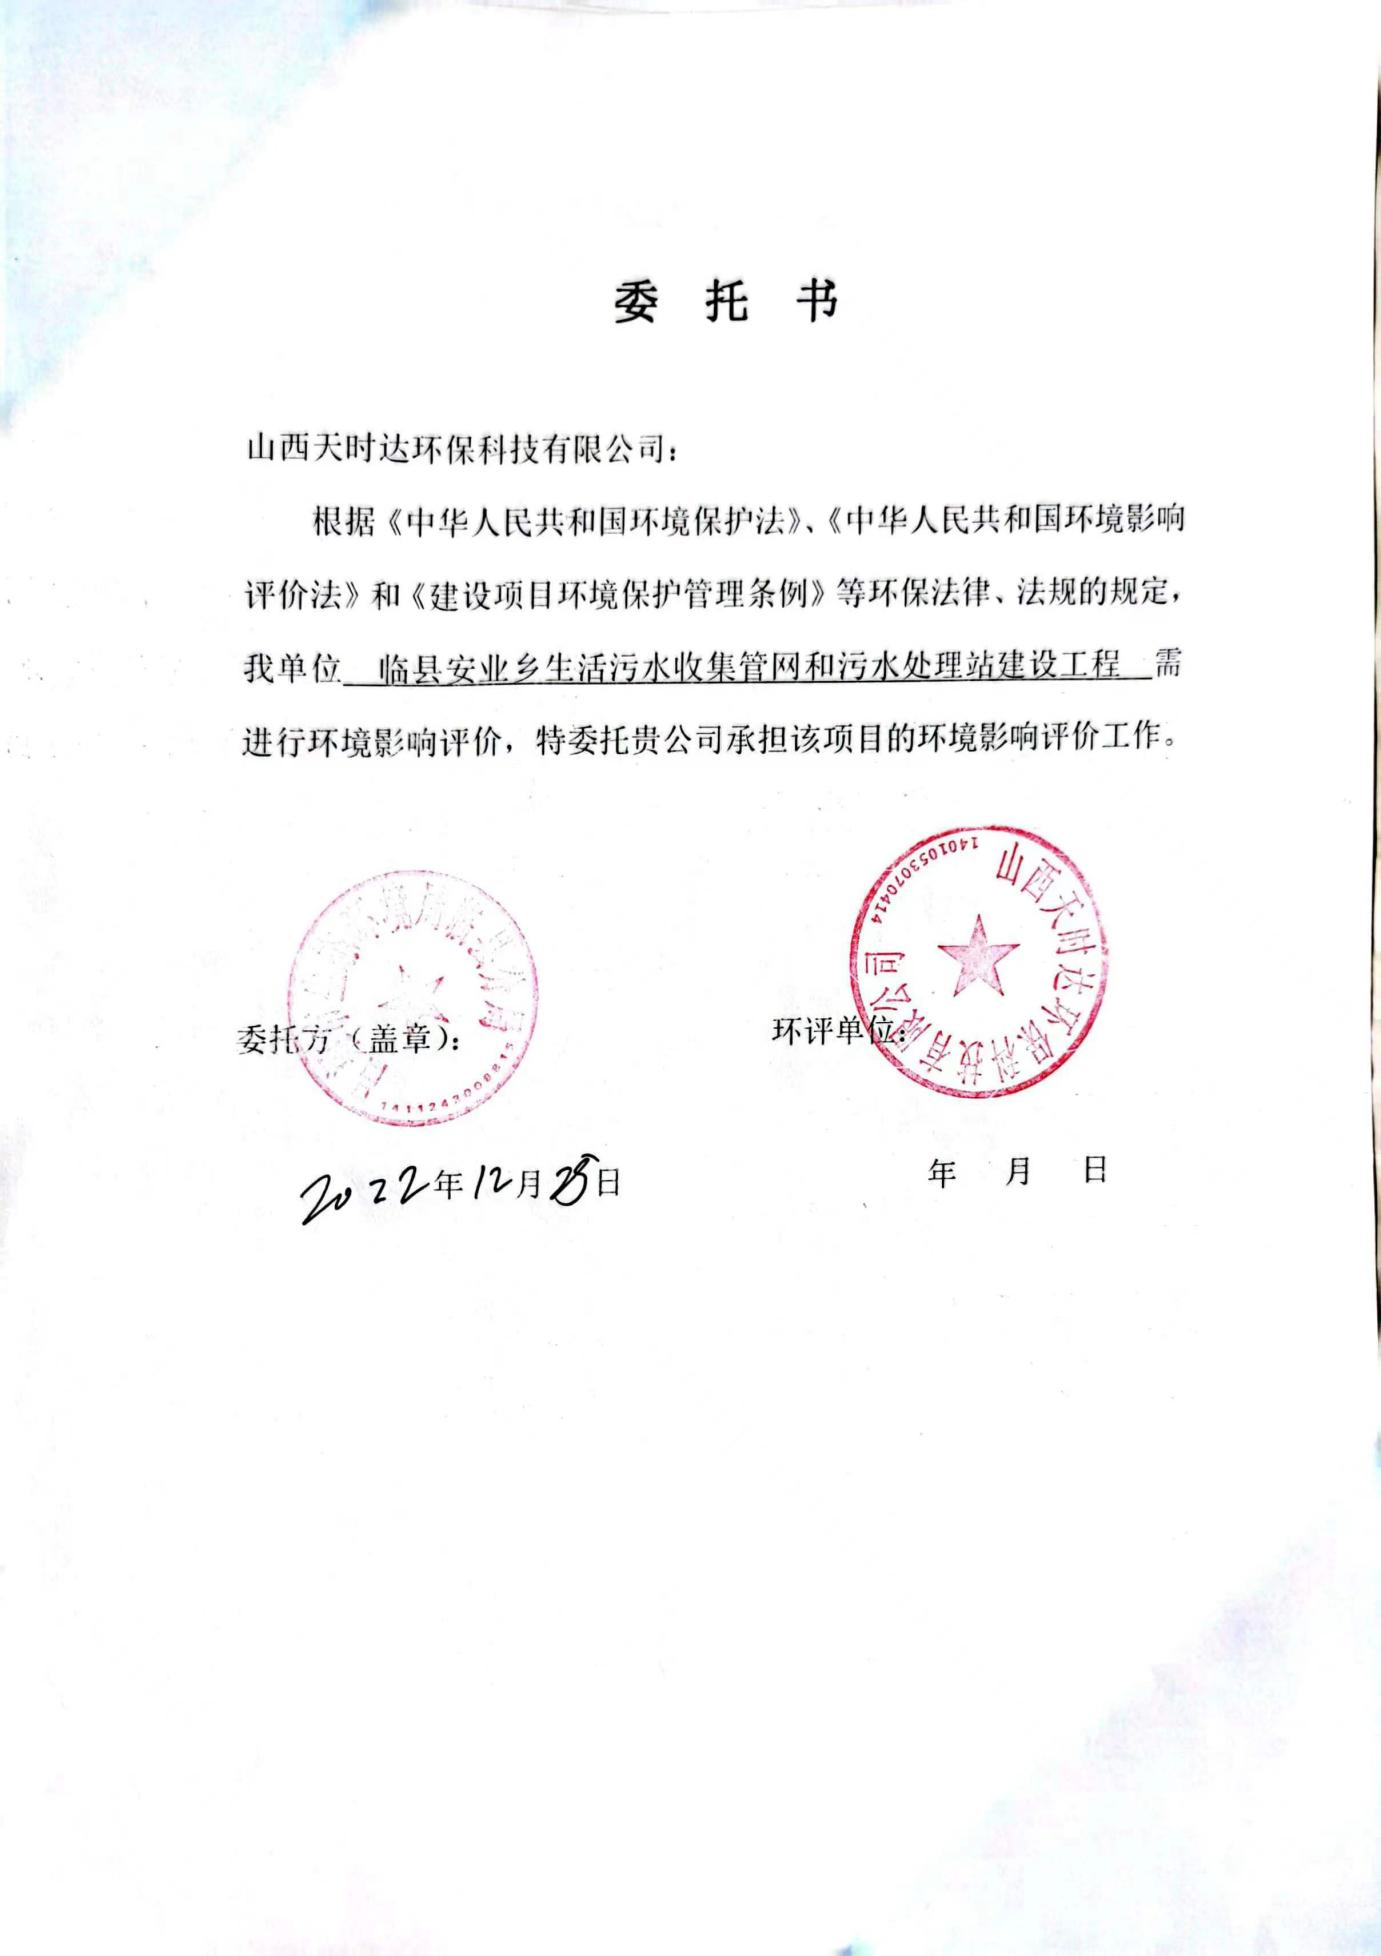 委托书
山西天时达环保科技有限公司：
根据《中华人民共和国环境保护法》、《中华人民共和国环境影响
评价法》和《建设项目环境保护管理条例》等环保法律、法规的规定，
我单位 临县安业乡生活污水收集管网和污水处理站建设工程 需
进行环境影响评价，特委托贵公司承担该项目的环境影响评价工作。
山西天时达环保科技有限公司
1401053070414
环境局临县分局
委托方（盖章）：
环评单位：
2022年12月 日
年 月 日